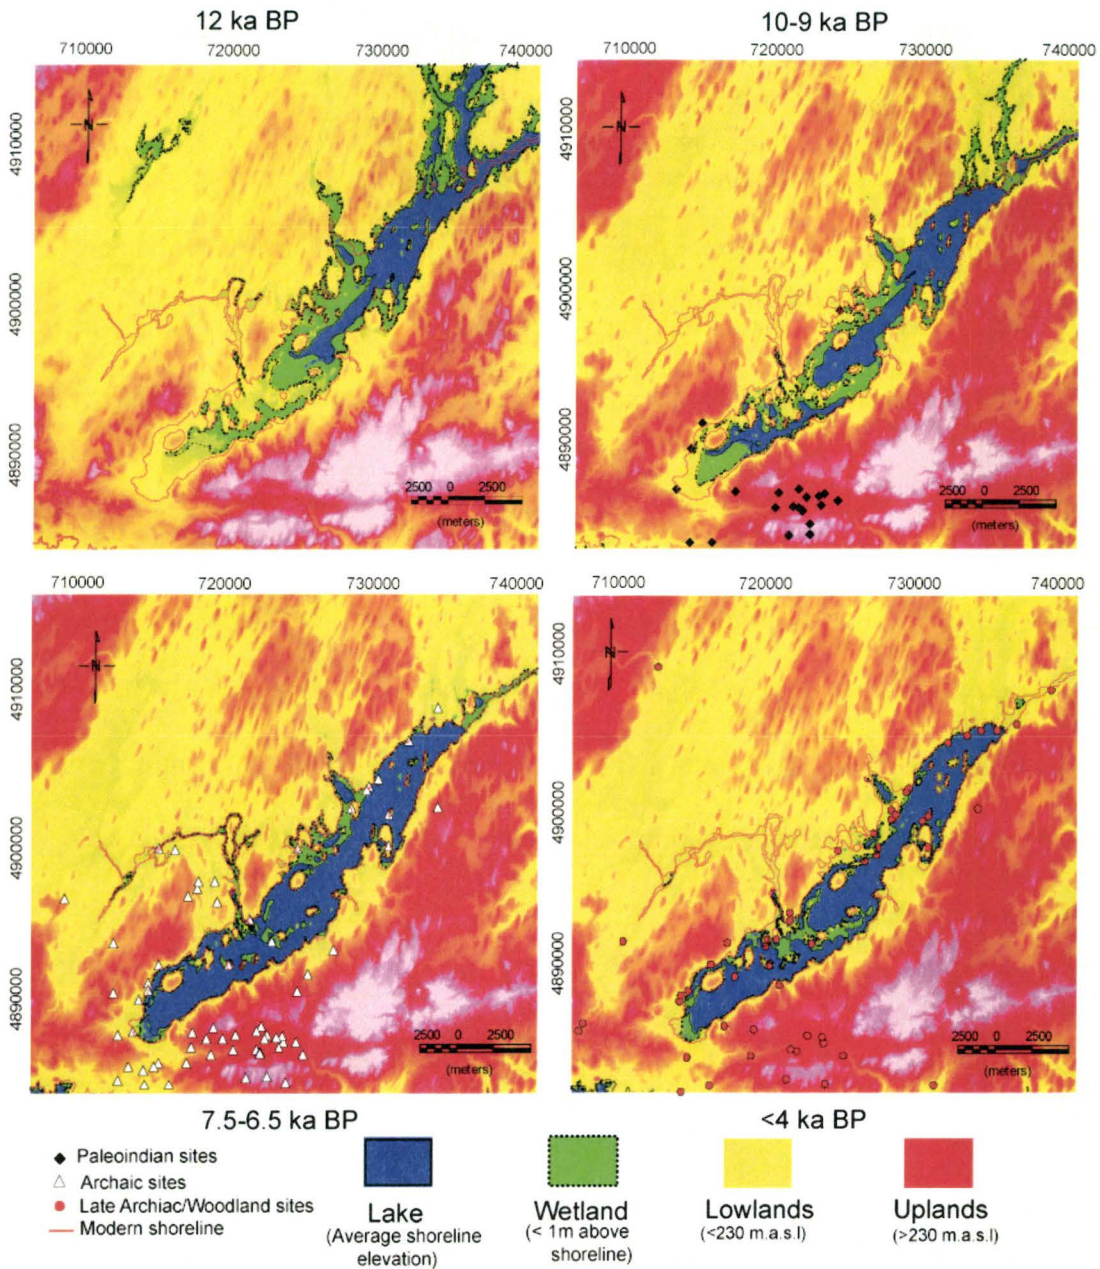 12 ka BP
10-9 ka BP
710000 720000 730000 740000
710000 720000 730000 740000
4910000
4900000
4890000
N
2500 0 2500
(meters)
4910000
4900000
4890000
N
2500 0 2500
(meters)
710000 720000 730000 740000
710000 720000 730000 740000
4910000
4900000
4890000
N
2500 0 2500
(meters)
4910000
4900000
4890000
N
2500 0 2500
(meters)
7.5-6.5 ka BP
<4 ka BP
Paleoindian sites
Archaic sites
Late Archiac/Woodland sites
Modern shoreline
Lake
(Average shoreline
elevation)
Wetland
(< 1m above
shoreline)
Lowlands
(<230 m.a.s.l)
Uplands
(>230 m.a.s.l)